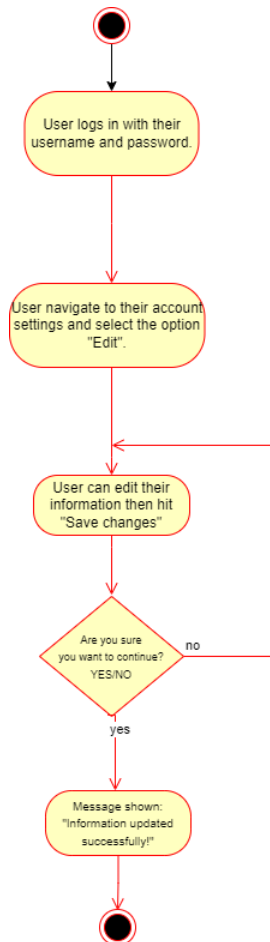 User logs in with their
username and password.
User navigate to their account
settings and select the option
"Edit".
User can edit their
information then hit
"Save changes"
Are you sure
you want to continue?
YES/NO
no
yes
Message shown:
"Information updated
successfully!"